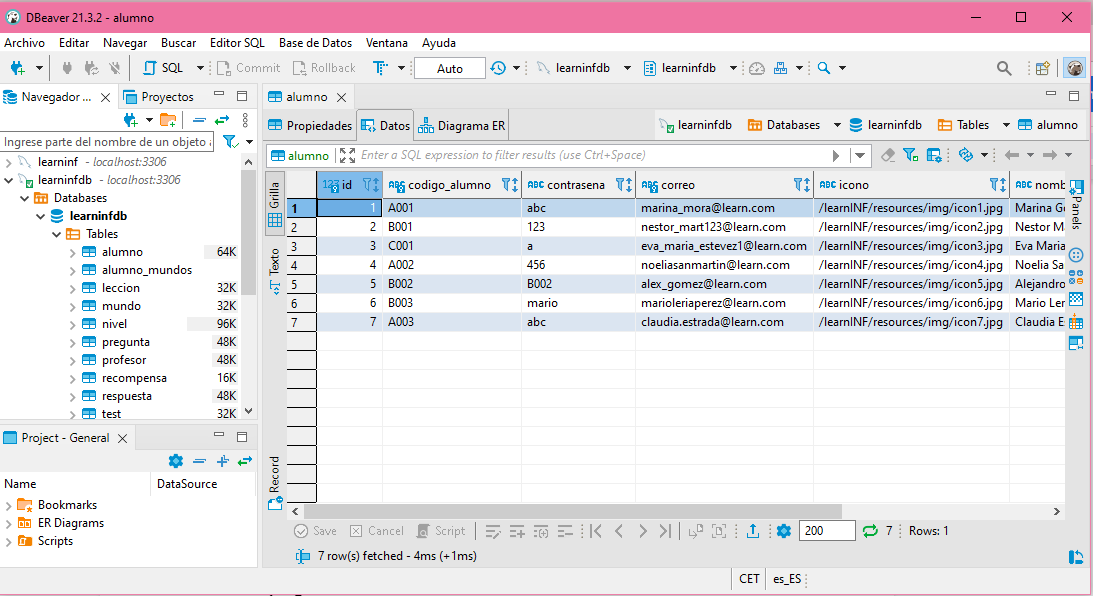 DBeaver 21.3.2 - alumno
Archivo Editar Navegar Buscar Editor SQL Base de Datos Ventana Ayuda
SQL Commit Rollback Auto learninfdb learninfdb
Navegador ... Proyectos
Ingrese parte del nombre de un objeto
learninf - localhost:3306
learninfdb - localhost:3306
Databases
learninfdb
Tables
alumno 64K
alumno_mundos
leccion 32K
mundo 32K
nivel 96K
pregunta 48K
profesor 48K
recompensa 16K
respuesta 48K
test 32K
Project - General
Name DataSource
Bookmarks
ER Diagrams
Scripts
alumno
Propiedades Datos Diagrama ER learninfdb Databases learninfdb Tables alumno
alumno Enter a SQL expression to filter results (use Ctrl+Space)
Grilla
Texto
Record
123 id ABC codigo_alumno ABC contrasena ABC correo ABC icono ABC nomb
1 1 A001 abc marina_mora@learn.com /learnINF/resources/img/icon1.jpg Marina Go
2 2 B001 123 nestor_mart123@learn.com /learnINF/resources/img/icon2.jpg Nestor M
3 3 C001 a eva_maria_estevez1@learn.com /learnINF/resources/img/icon3.jpg Eva Maria
4 4 A002 456 noeliasanmartin@learn.com /learnINF/resources/img/icon4.jpg Noelia Sa
5 5 B002 B002 alex_gomez@learn.com /learnINF/resources/img/icon5.jpg Alejandro
6 6 B003 mario marioleriaperez@learn.com /learnINF/resources/img/icon6.jpg Mario Ler
7 7 A003 abc claudia.estrada@learn.com /learnINF/resources/img/icon7.jpg Claudia E
Panels
Save Cancel Script 200 7 Rows: 1
7 row(s) fetched - 4ms (+1ms)
CET es_ES